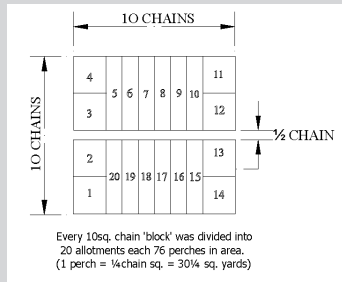 10 CHAINS
10 CHAINS
4 5 6 7 8 9 10 11
3 12
½ CHAIN
2 20 19 18 17 16 15 13
1 14
Every 10sq. chain 'block' was divided into
20 allotments each 76 perches in area.
(1 perch = ¼chain sq. = 30¼ sq. yards)